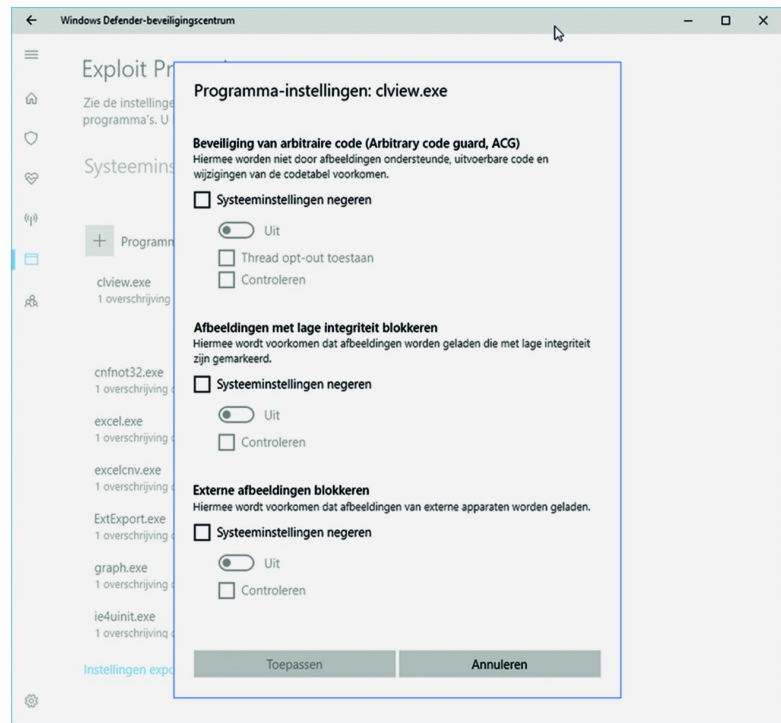 Windows Defender-beveiligingscentrum
Exploit Pr
Zie de instellinge
programma's. U
Systeemins
Programm
clview.exe
1 overschrijving
cnfnot32.exe
1 overschrijving
excel.exe
1 overschrijving
excelcnv.exe
1 overschrijving
ExtExport.exe
1 overschrijving
graph.exe
1 overschrijving
ie4uinit.exe
1 overschrijving
Instellingen expo
Programma-instellingen: clview.exe
Beveiliging van arbitraire code (Arbitrary code guard, ACG)
Hiermee worden niet door afbeeldingen ondersteunde, uitvoerbare code en
wijzigingen van de codetabel voorkomen.
Systeeminstellingen negeren
Uit
Thread opt-out toestaan
Controleren
Afbeeldingen met lage integriteit blokkeren
Hiermee wordt voorkomen dat afbeeldingen worden geladen die met lage integriteit
zijn gemarkeerd.
Systeeminstellingen negeren
Uit
Controleren
Externe afbeeldingen blokkeren
Hiermee wordt voorkomen dat afbeeldingen van externe apparaten worden geladen.
Systeeminstellingen negeren
Uit
Controleren
Toepassen
Annuleren